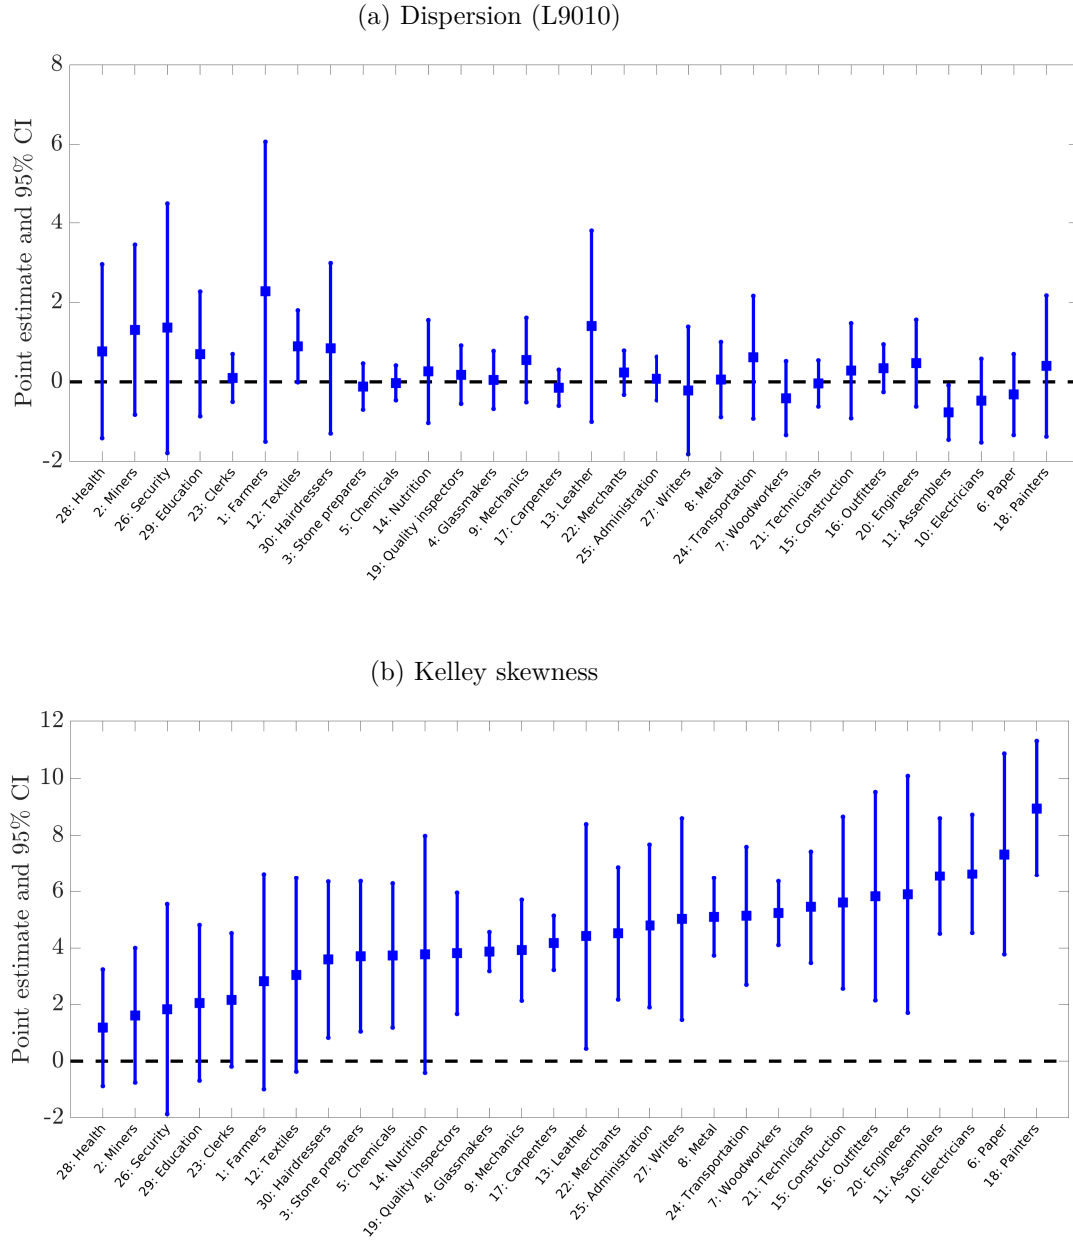 (a) Dispersion (L9010)
Point estimate and 95% CI
8
6
4
2
0
-2
28: Health
2: Miners
26: Security
29: Education
23: Clerks
1: Farmers
12: Textiles
30: Hairdressers
3: Stone preparers
5: Chemicals
14: Nutrition
19: Quality inspectors
4: Glassmakers
9: Mechanics
17: Carpenters
13: Leather
22: Merchants
25: Administration
27: Writers
8: Metal
24: Transportation
7: Woodworkers
21: Technicians
15: Construction
16: Outfitters
20: Engineers
11: Assemblers
10: Electricians
6: Paper
18: Painters
(b) Kelley skewness
Point estimate and 95% CI
12
10
8
6
4
2
0
-2
28: Health
2: Miners
26: Security
29: Education
23: Clerks
1: Farmers
12: Textiles
30: Hairdressers
3: Stone preparers
5: Chemicals
14: Nutrition
19: Quality inspectors
4: Glassmakers
9: Mechanics
17: Carpenters
13: Leather
22: Merchants
25: Administration
27: Writers
8: Metal
24: Transportation
7: Woodworkers
21: Technicians
15: Construction
16: Outfitters
20: Engineers
11: Assemblers
10: Electricians
6: Paper
18: Painters